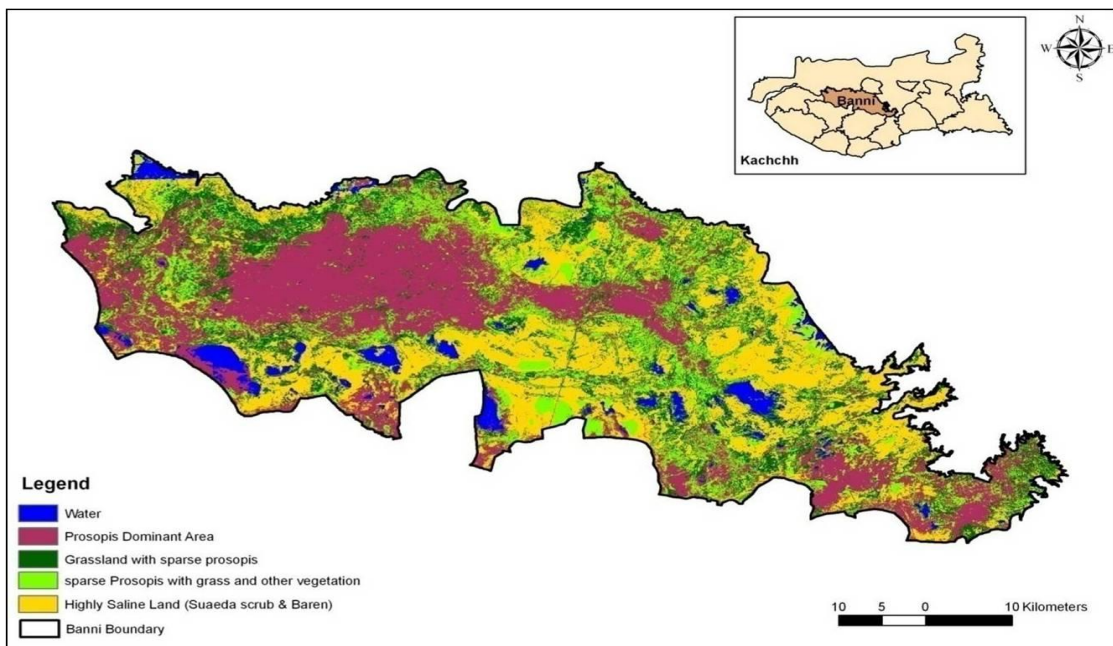 N
W E
S
Banni
Kachchh
Legend
Water
Prosopis Dominant Area
Grassland with sparse prosopis
sparse Prosopis with grass and other vegetation
Highly Saline Land (Suaeda scrub & Baren)
Banni Boundary
10 5 0 10 Kilometers